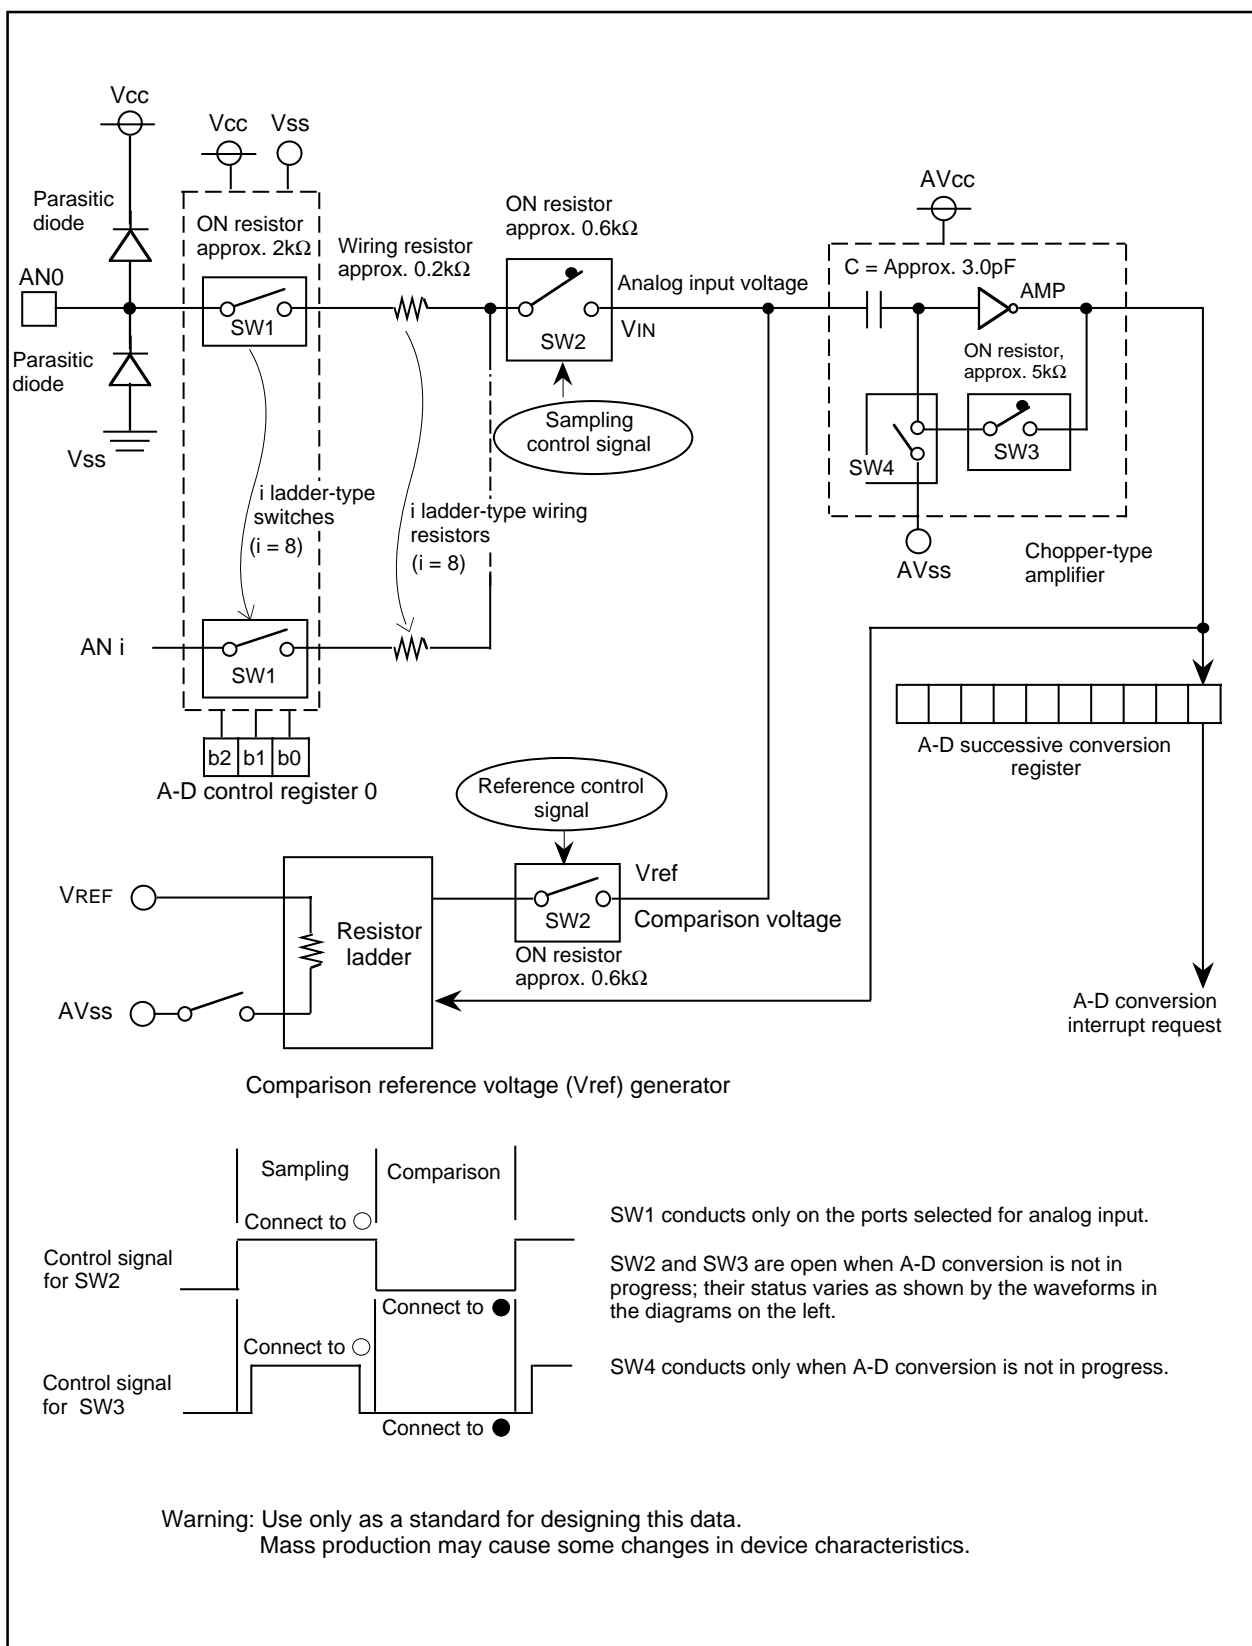 Vcc
Vcc
Vss
Parasitic
diode
ON resistor
approx. 2kΩ
Wiring resistor
approx. 0.2kΩ
ON resistor
approx. 0.6kΩ
AVcc
C = Approx. 3.0pF
AN0
SW1
Analog input voltage
AMP
SW2
VIN
Parasitic
diode
ON resistor,
approx. 5kΩ
Sampling
control signal
Vss
SW4
SW3
i ladder-type
switches
(i = 8)
i ladder-type wiring
resistors
(i = 8)
AVss
Chopper-type
amplifier
AN i
SW1
b2 b1 b0
A-D control register 0
A-D successive conversion
register
Reference control
signal
VREF
Vref
SW2
Comparison voltage
Resistor
ladder
ON resistor
approx. 0.6kΩ
AVss
A-D conversion
interrupt request
Comparison reference voltage (Vref) generator
Sampling
Comparison
Connect to ○
Control signal
for SW2
Connect to ●
Connect to ○
Control signal
for SW3
Connect to ●
SW1 conducts only on the ports selected for analog input.
SW2 and SW3 are open when A-D conversion is not in
progress; their status varies as shown by the waveforms in
the diagrams on the left.
SW4 conducts only when A-D conversion is not in progress.
Warning: Use only as a standard for designing this data.
Mass production may cause some changes in device characteristics.